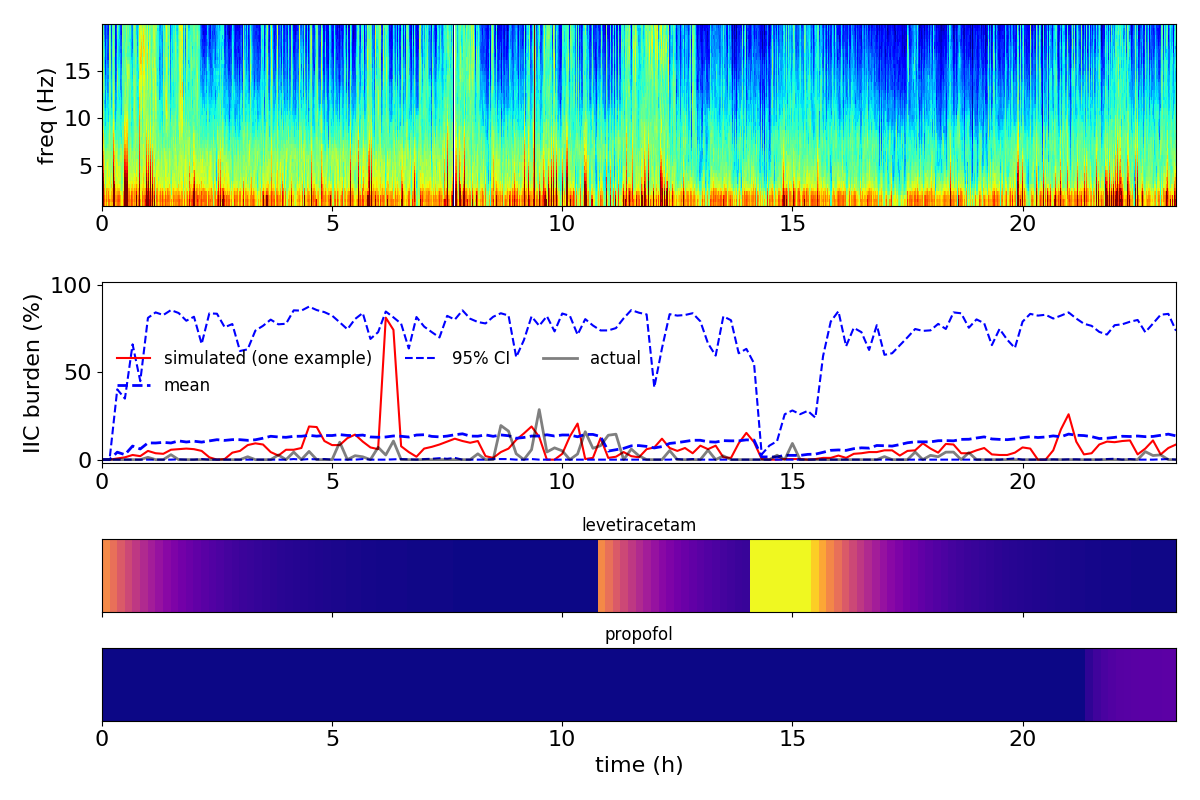 freq (Hz)
15
10
5
0 5 10 15 20
IIC burden (%)
100
50
0
simulated (one example) 95% CI actual
mean
0 5 10 15 20
levetiracetam
propofol
0 5 10 15 20
time (h)